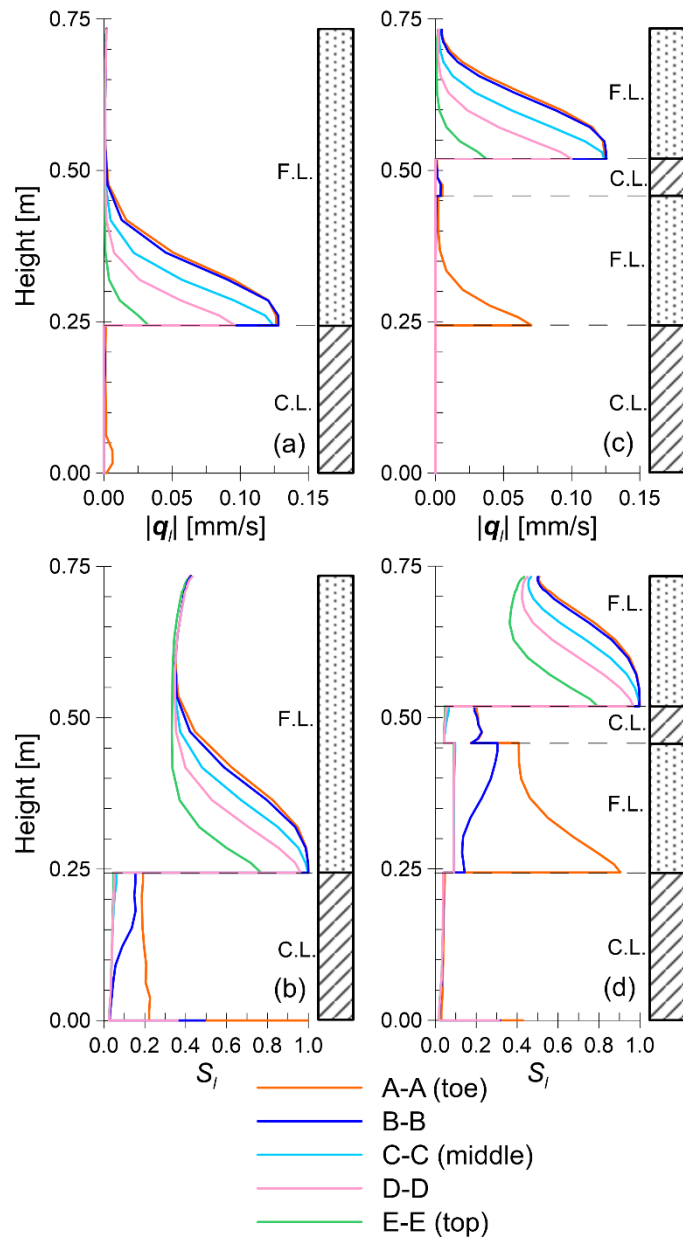 0.75
0.50
0.25
0.00
Height [m]
F.L.
C.L.
(a)
0.00 0.05 0.10 0.15
|q_l| [mm/s]
0.75
0.50
0.25
0.00
F.L.
C.L.
F.L.
C.L.
(c)
0.00 0.05 0.10 0.15
|q_l| [mm/s]
0.75
0.50
0.25
0.00
Height [m]
F.L.
C.L.
(b)
0.0 0.2 0.4 0.6 0.8 1.0
S_l
0.75
0.50
0.25
0.00
F.L.
C.L.
F.L.
C.L.
(d)
0.0 0.2 0.4 0.6 0.8 1.0
S_l
A-A (toe)
B-B
C-C (middle)
D-D
E-E (top)